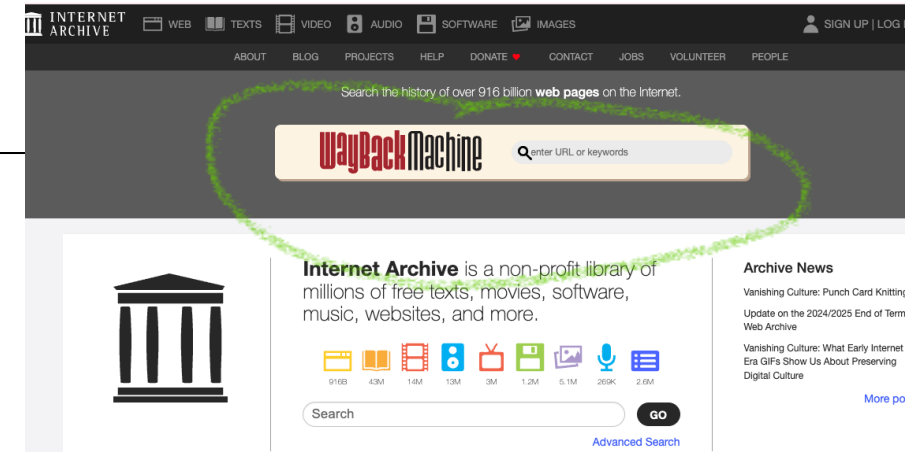 INTERNET
ARCHIVE
WEB TEXTS VIDEO AUDIO SOFTWARE IMAGES SIGN UP | LOG
ABOUT BLOG PROJECTS HELP DONATE CONTACT JOBS VOLUNTEER PEOPLE
Search the history of over 916 billion web pages on the Internet.
WayBackMachine enter URL or keywords
Internet Archive is a non-profit library of
millions of free texts, movies, software,
music, websites, and more.
916B 43M 14M 13M 3M 1.2M 5.1M 269K 2.6M
Search GO
Advanced Search
Archive News
Vanishing Culture: Punch Card Knitting
Update on the 2024/2025 End of Term
Web Archive
Vanishing Culture: What Early Internet
Era GIFs Show Us About Preserving
Digital Culture
More po